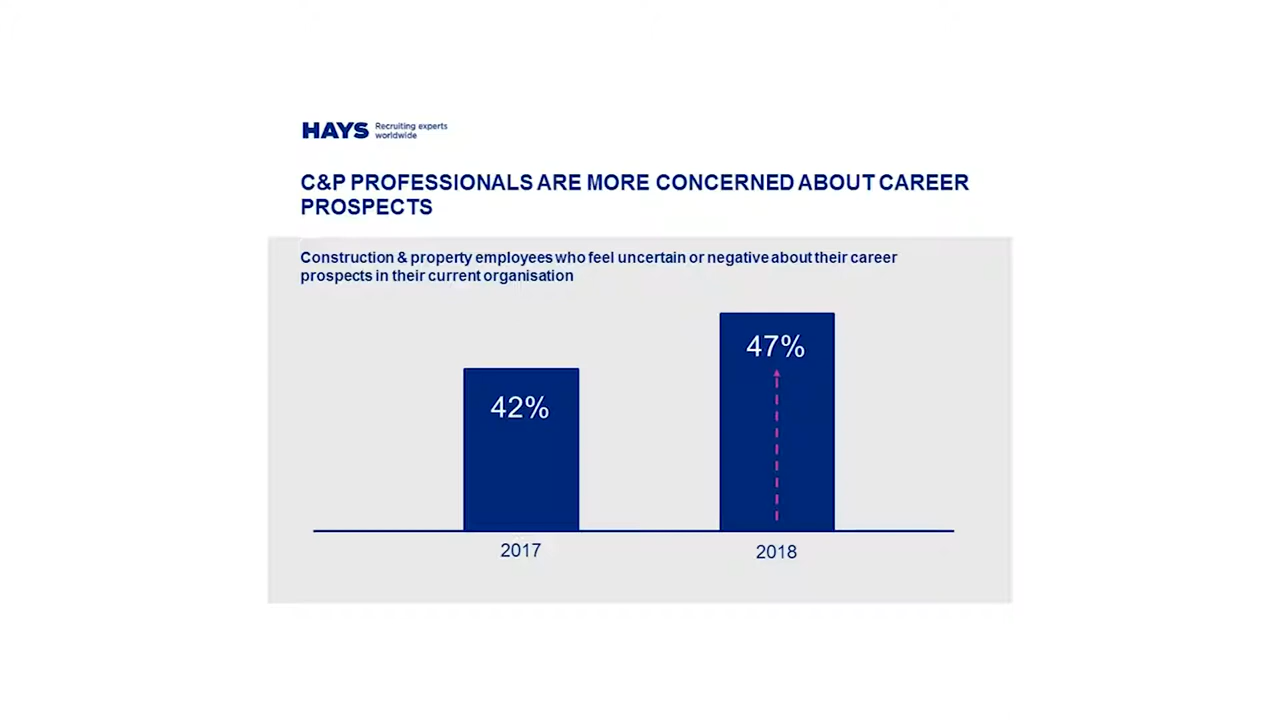 HAYS Recruiting experts
worldwide
C&P PROFESSIONALS ARE MORE CONCERNED ABOUT CAREER
PROSPECTS
Construction & property employees who feel uncertain or negative about their career
prospects in their current organisation
47%
42%
2017
2018